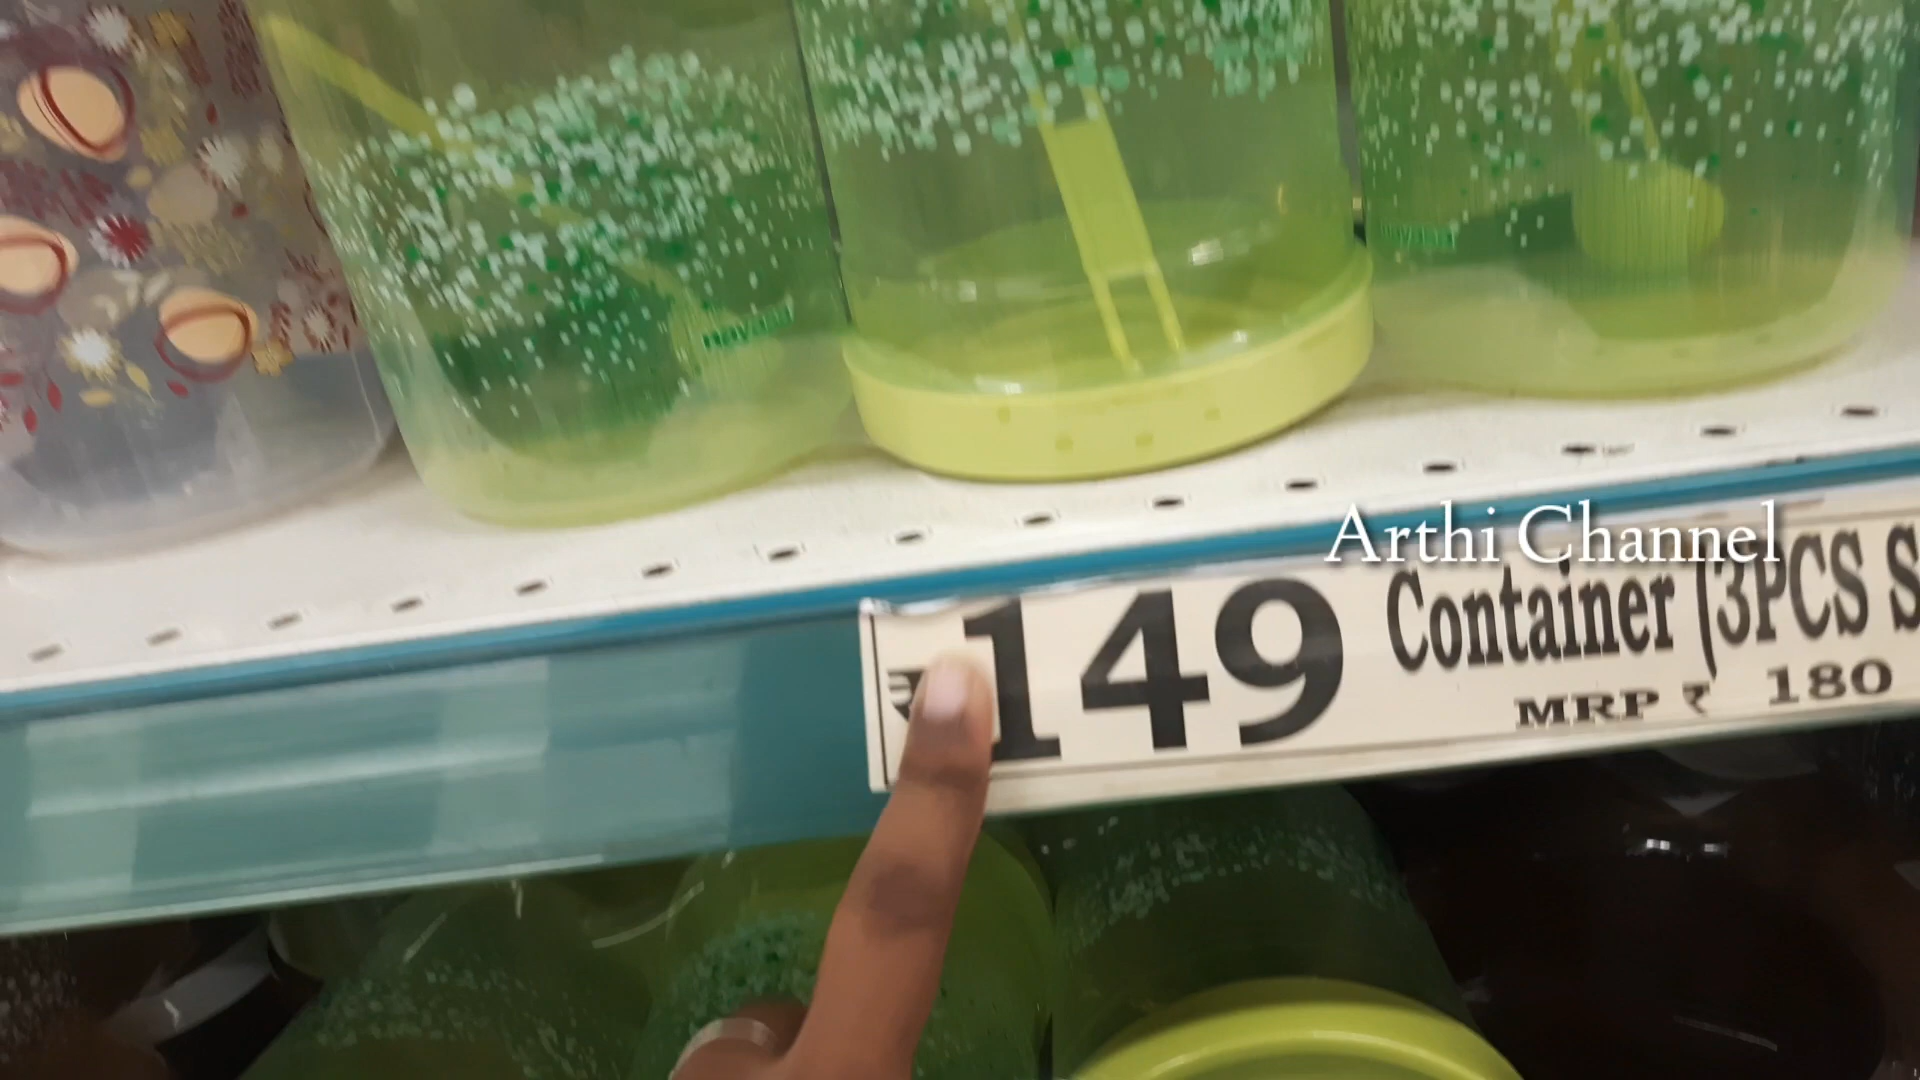 Arthi Channel
₹149 Container (3PCS S
MRP ₹ 180